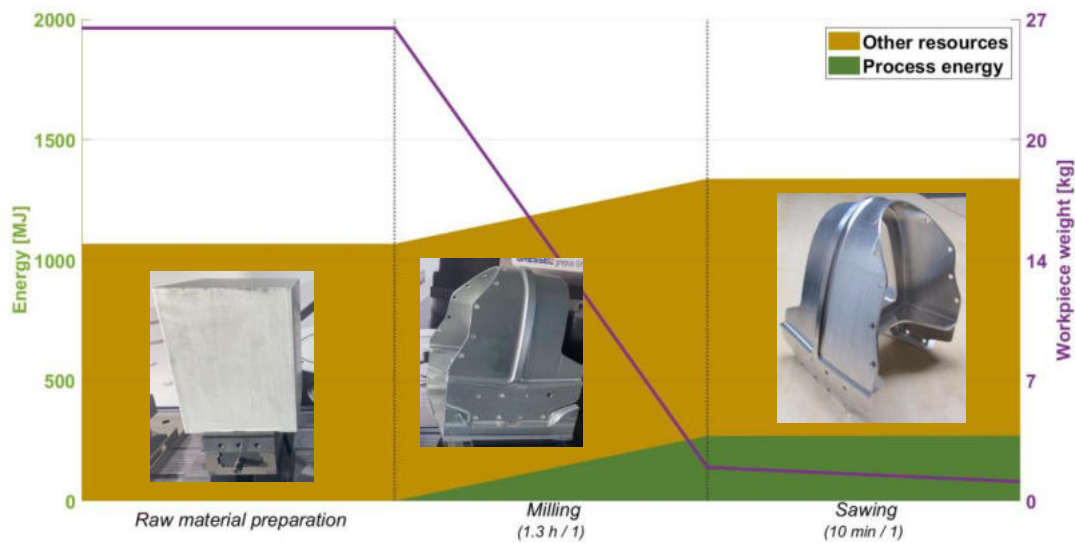 2000
1500
1000
500
0
Energy [MJ]
27
20
14
7
0
Workpiece weight [kg]
Other resources
Process energy
Raw material preparation
Milling
(1.3 h / 1)
Sawing
(10 min / 1)